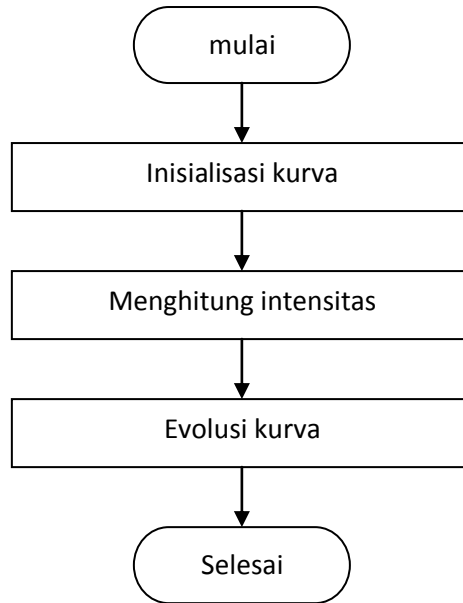 mulai
Inisialisasi kurva
Menghitung intensitas
Evolusi kurva
Selesai